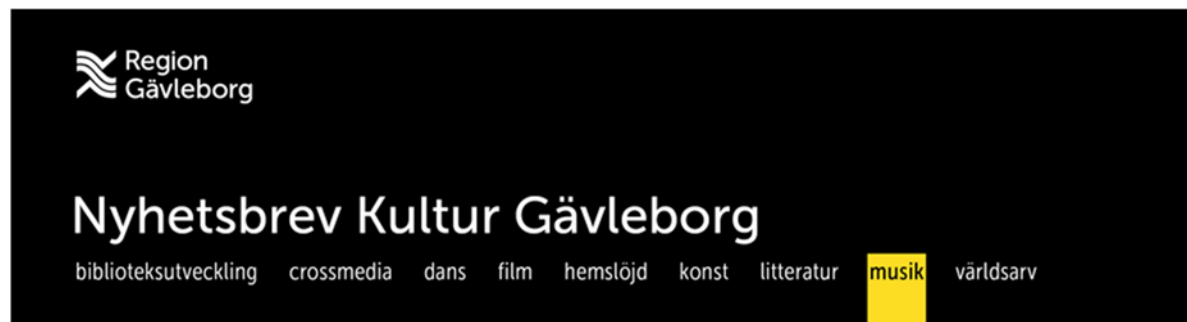 Region
Gävleborg
Nyhetsbrev Kultur Gävleborg
biblioteksutveckling crossmedia dans film hemslöjd konst litteratur musik världsarv